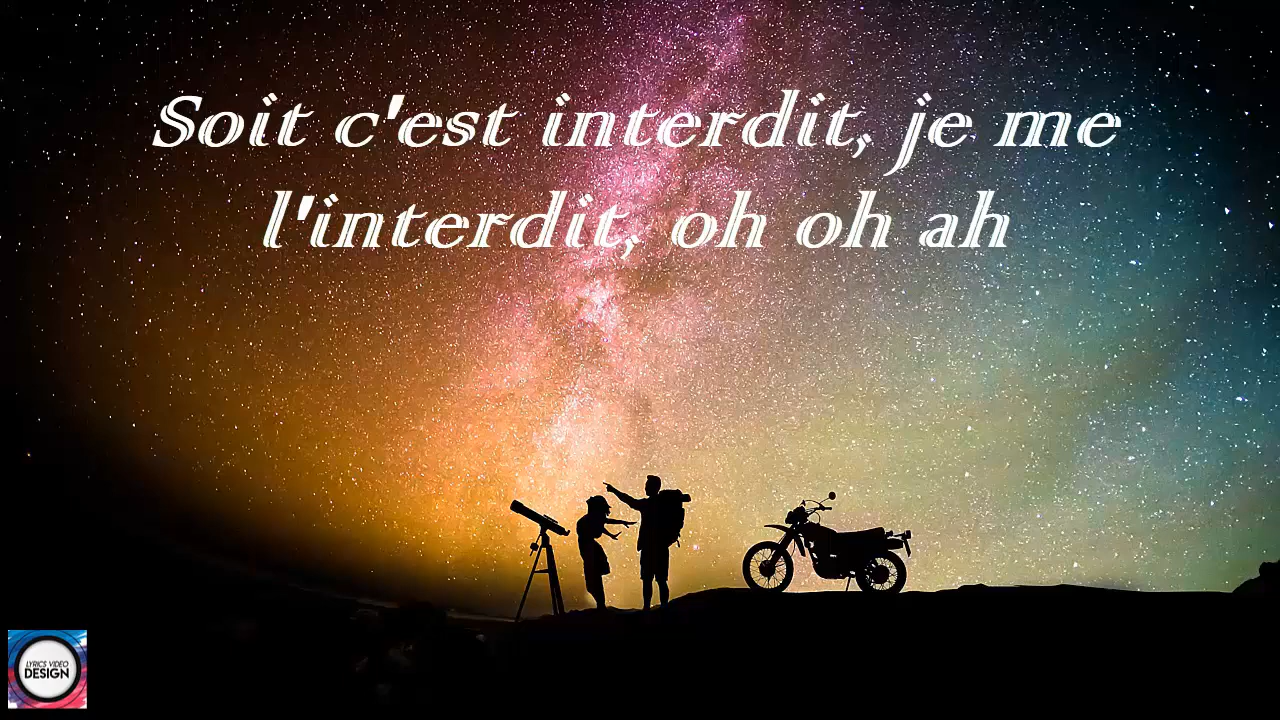 Soit c'est interdit, je me
l'interdit, oh oh ah
LYRICS VIDEO
DESIGN